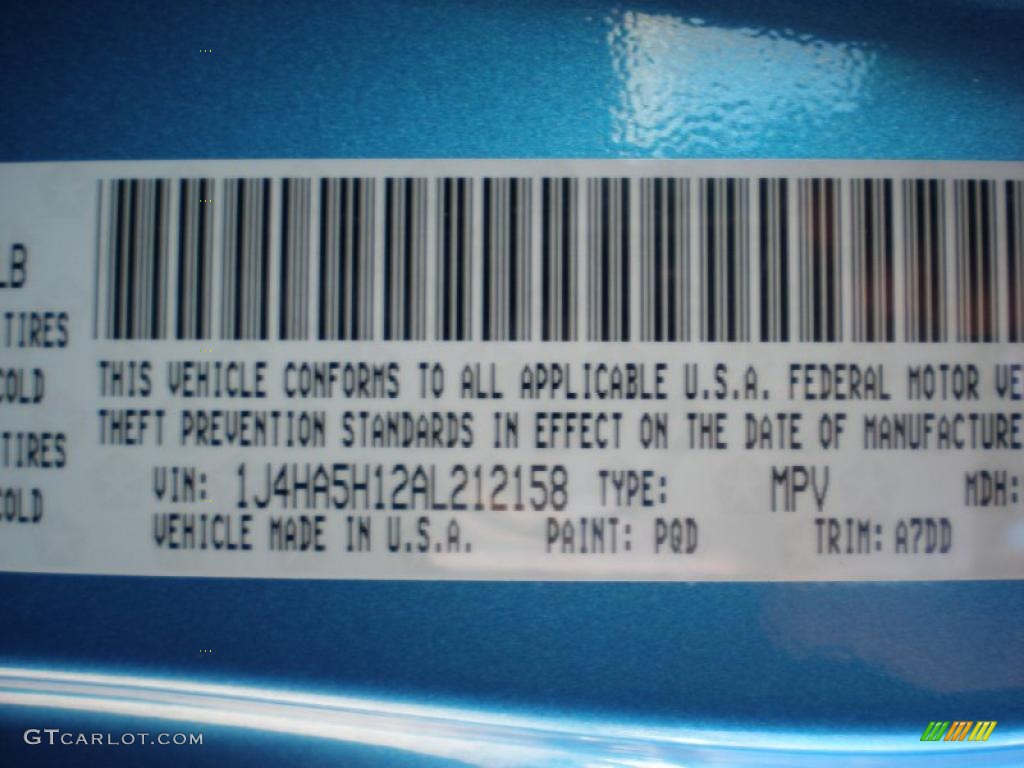 LB
TIRES
COLD
TIRES
COLD
THIS VEHICLE CONFORMS TO ALL APPLICABLE U.S.A. FEDERAL MOTOR VE
THEFT PREVENTION STANDARDS IN EFFECT ON THE DATE OF MANUFACTURE
VIN: 1J4HA5H12AL212158 TYPE: MPV MDH:
VEHICLE MADE IN U.S.A. PAINT: PQD TRIM: A7DD
GTCARLOT.COM